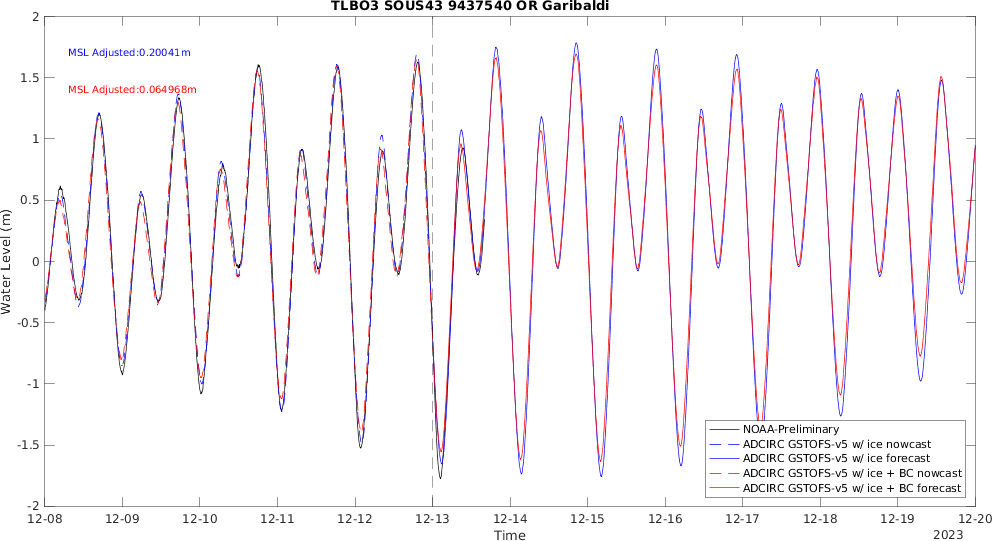 TLBO3 SOUS43 9437540 OR Garibaldi
MSL Adjusted:0.20041m
MSL Adjusted:0.064968m
Water Level (m)
2
1.5
1
0.5
0
-0.5
-1
-1.5
-2
NOAA-Preliminary
ADCIRC GSTOFS-v5 w/ ice nowcast
ADCIRC GSTOFS-v5 w/ ice forecast
ADCIRC GSTOFS-v5 w/ ice + BC nowcast
ADCIRC GSTOFS-v5 w/ ice + BC forecast
12-08 12-09 12-10 12-11 12-12 12-13 12-14 12-15 12-16 12-17 12-18 12-19 12-20
Time
2023